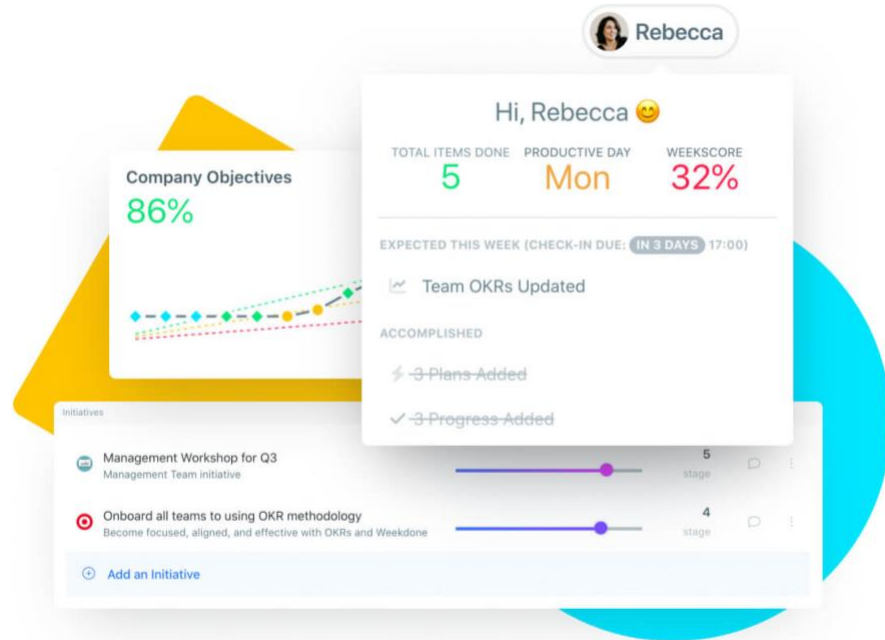 Rebecca
Hi, Rebecca 😊
TOTAL ITEMS DONE PRODUCTIVE DAY WEEKSCORE
5 Mon 32%
EXPECTED THIS WEEK (CHECK-IN DUE: IN 3 DAYS 17:00)
Team OKRs Updated
ACCOMPLISHED
3 Plans Added
3 Progress Added
Company Objectives
86%
Initiatives
Management Workshop for Q3
Management Team initiative
5
stage
Onboard all teams to using OKR methodology
Become focused, aligned, and effective with OKRs and Weekdone
4
stage
Add an Initiative